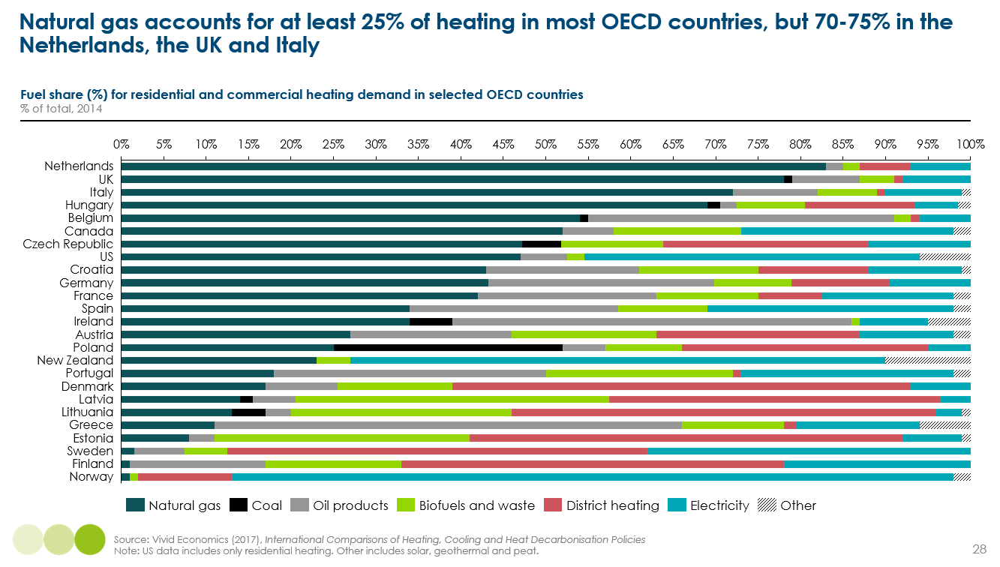 Natural gas accounts for at least 25% of heating in most OECD countries, but 70-75% in the
Netherlands, the UK and Italy
Fuel share (%) for residential and commercial heating demand in selected OECD countries
% of total, 2014
0% 5% 10% 15% 20% 25% 30% 35% 40% 45% 50% 55% 60% 65% 70% 75% 80% 85% 90% 95% 100%
Netherlands
UK
Italy
Hungary
Belgium
Canada
Czech Republic
US
Croatia
Germany
France
Spain
Ireland
Austria
Poland
New Zealand
Portugal
Denmark
Latvia
Lithuania
Greece
Estonia
Sweden
Finland
Norway
Natural gas Coal Oil products Biofuels and waste District heating Electricity Other
Source: Vivid Economics (2017), International Comparisons of Heating, Cooling and Heat Decarbonisation Policies
Note: US data includes only residential heating. Other includes solar, geothermal and peat.
28